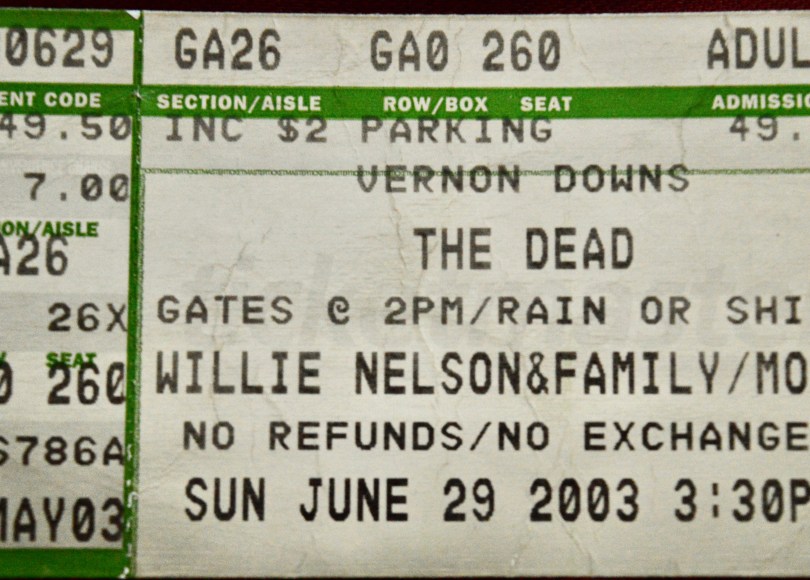 0629 GA26 GA0 260 ADUL
ENT CODE SECTION/AISLE ROW/BOX SEAT ADMISSIO
49.50 INC $2 PARKING 49.
7.00 VERNON DOWNS
ON/AISLE
A26 THE DEAD
26X GATES @ 2PM/RAIN OR SHI
SEAT
0 260 WILLIE NELSON&FAMILY/MO
S786A NO REFUNDS/NO EXCHANGE
MAY03 SUN JUNE 29 2003 3:30P